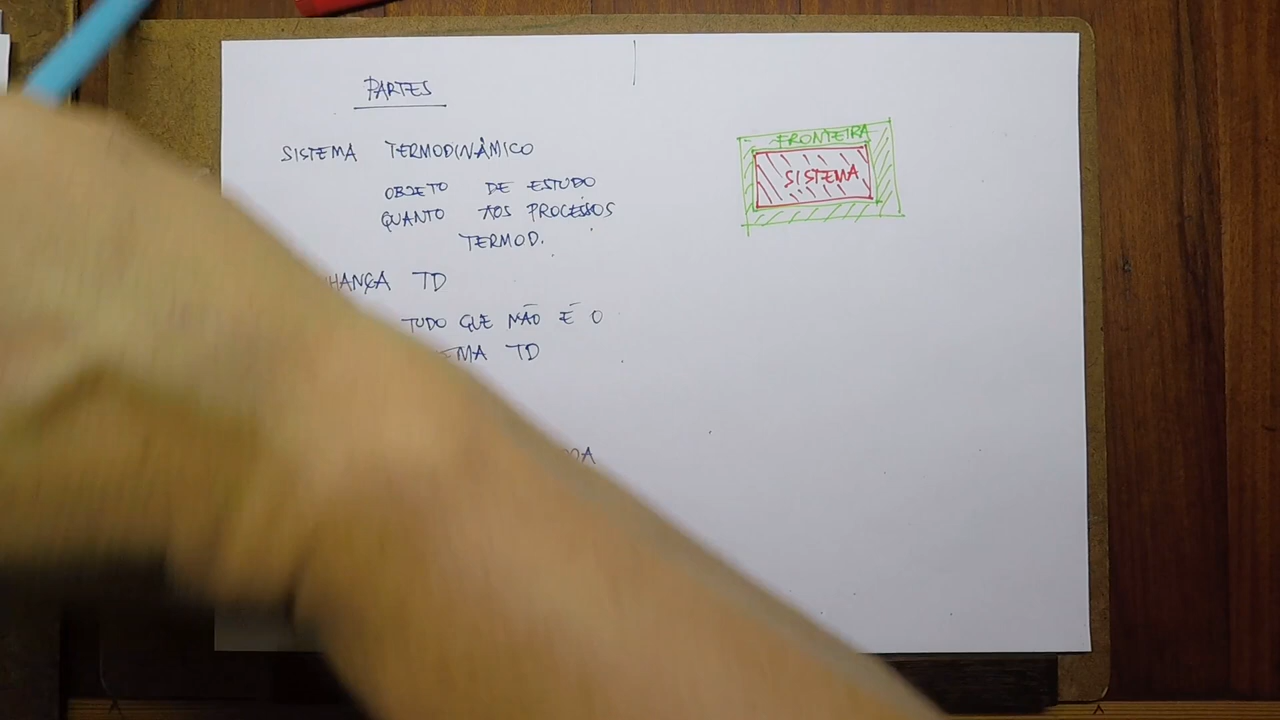 PARTES
SISTEMA TERMODINÂMICO
OBJETO DE ESTUDO
QUANTO AOS PROCESSOS
TERMOD.
TD
TUDO QUE NÃO É O
TD
FRONTEIRA
SISTEMA